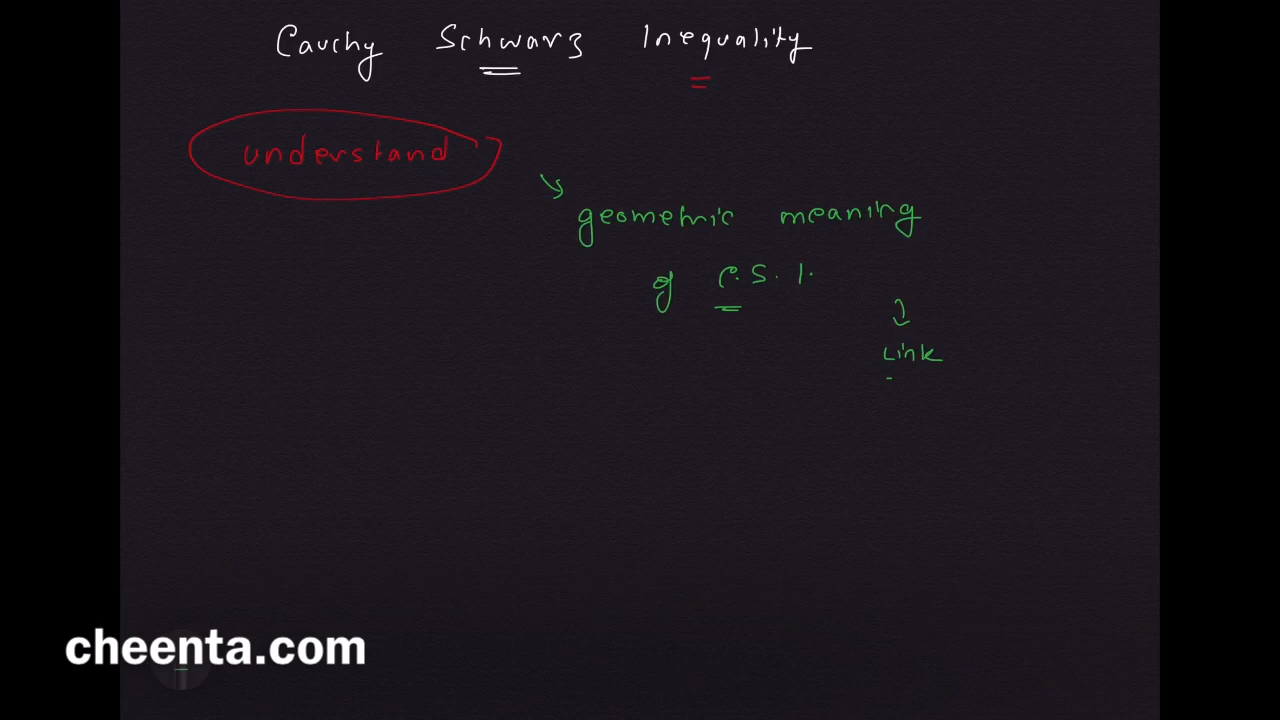 Cauchy Schwarz Inequality
understand
geometric meaning
of C.S.I.
Link
cheenta.com